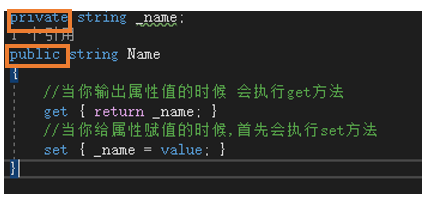 private string _name;
1 个引用
public string Name
{
//当你输出属性值的时候 会执行get方法
get { return _name; }
//当你给属性赋值的时候,首先会执行set方法
set { _name = value; }
}